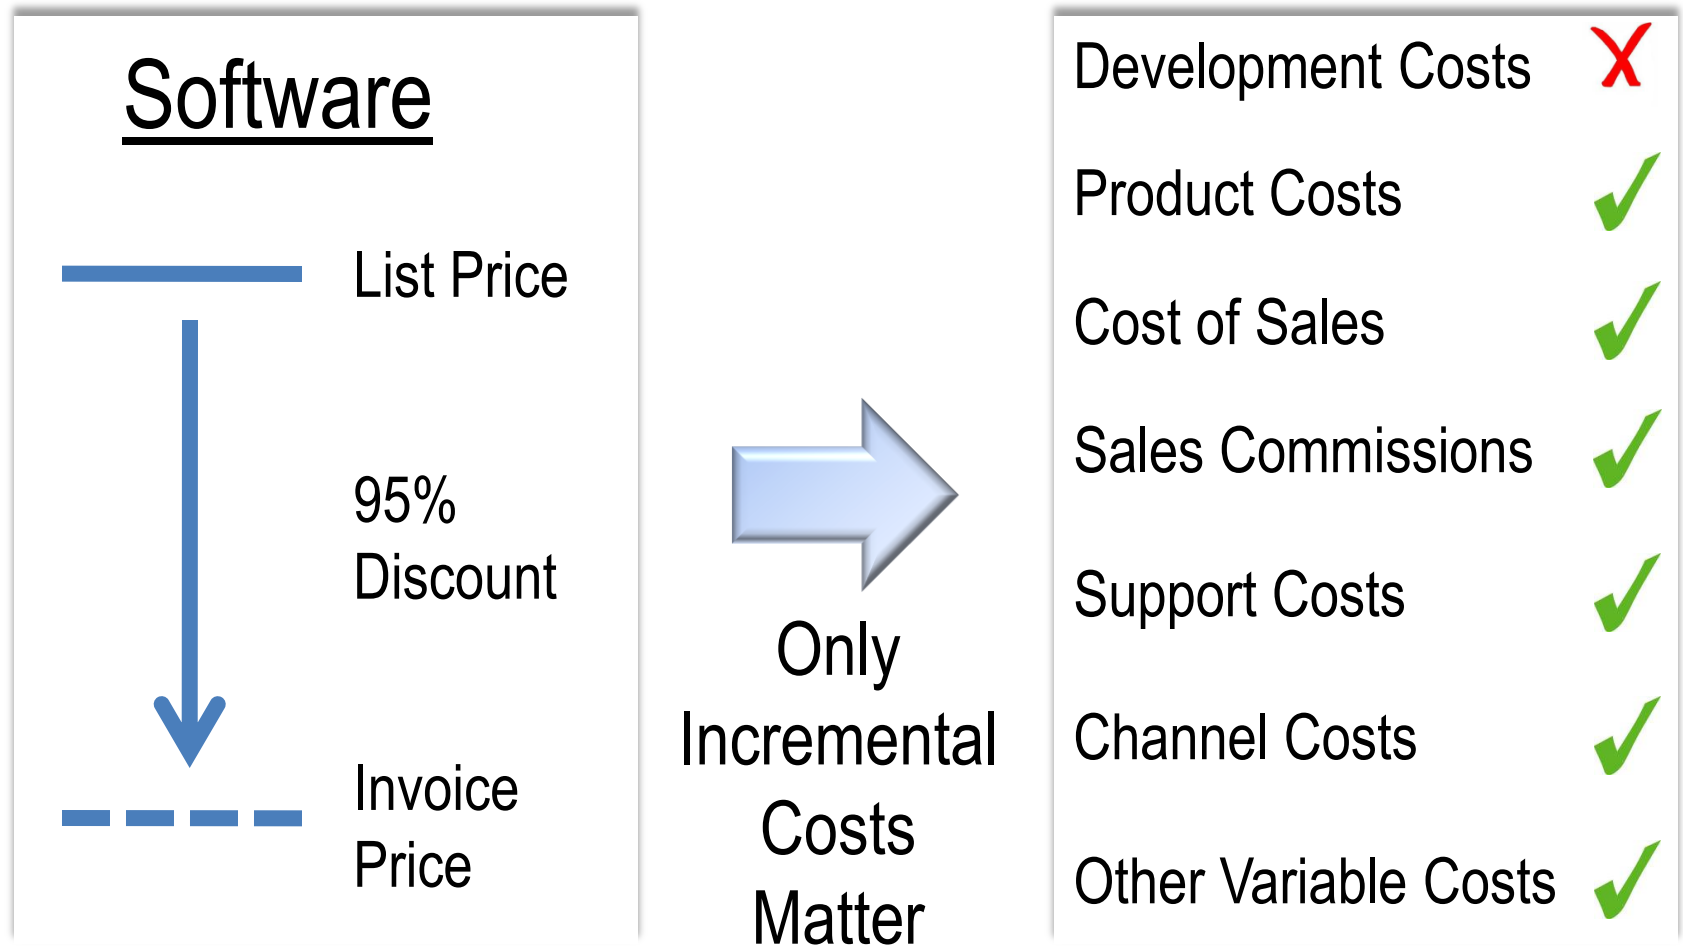 Software
List Price
95%
Discount
Invoice
Price
Only
Incremental
Costs
Matter
Development Costs
Product Costs
Cost of Sales
Sales Commissions
Support Costs
Channel Costs
Other Variable Costs